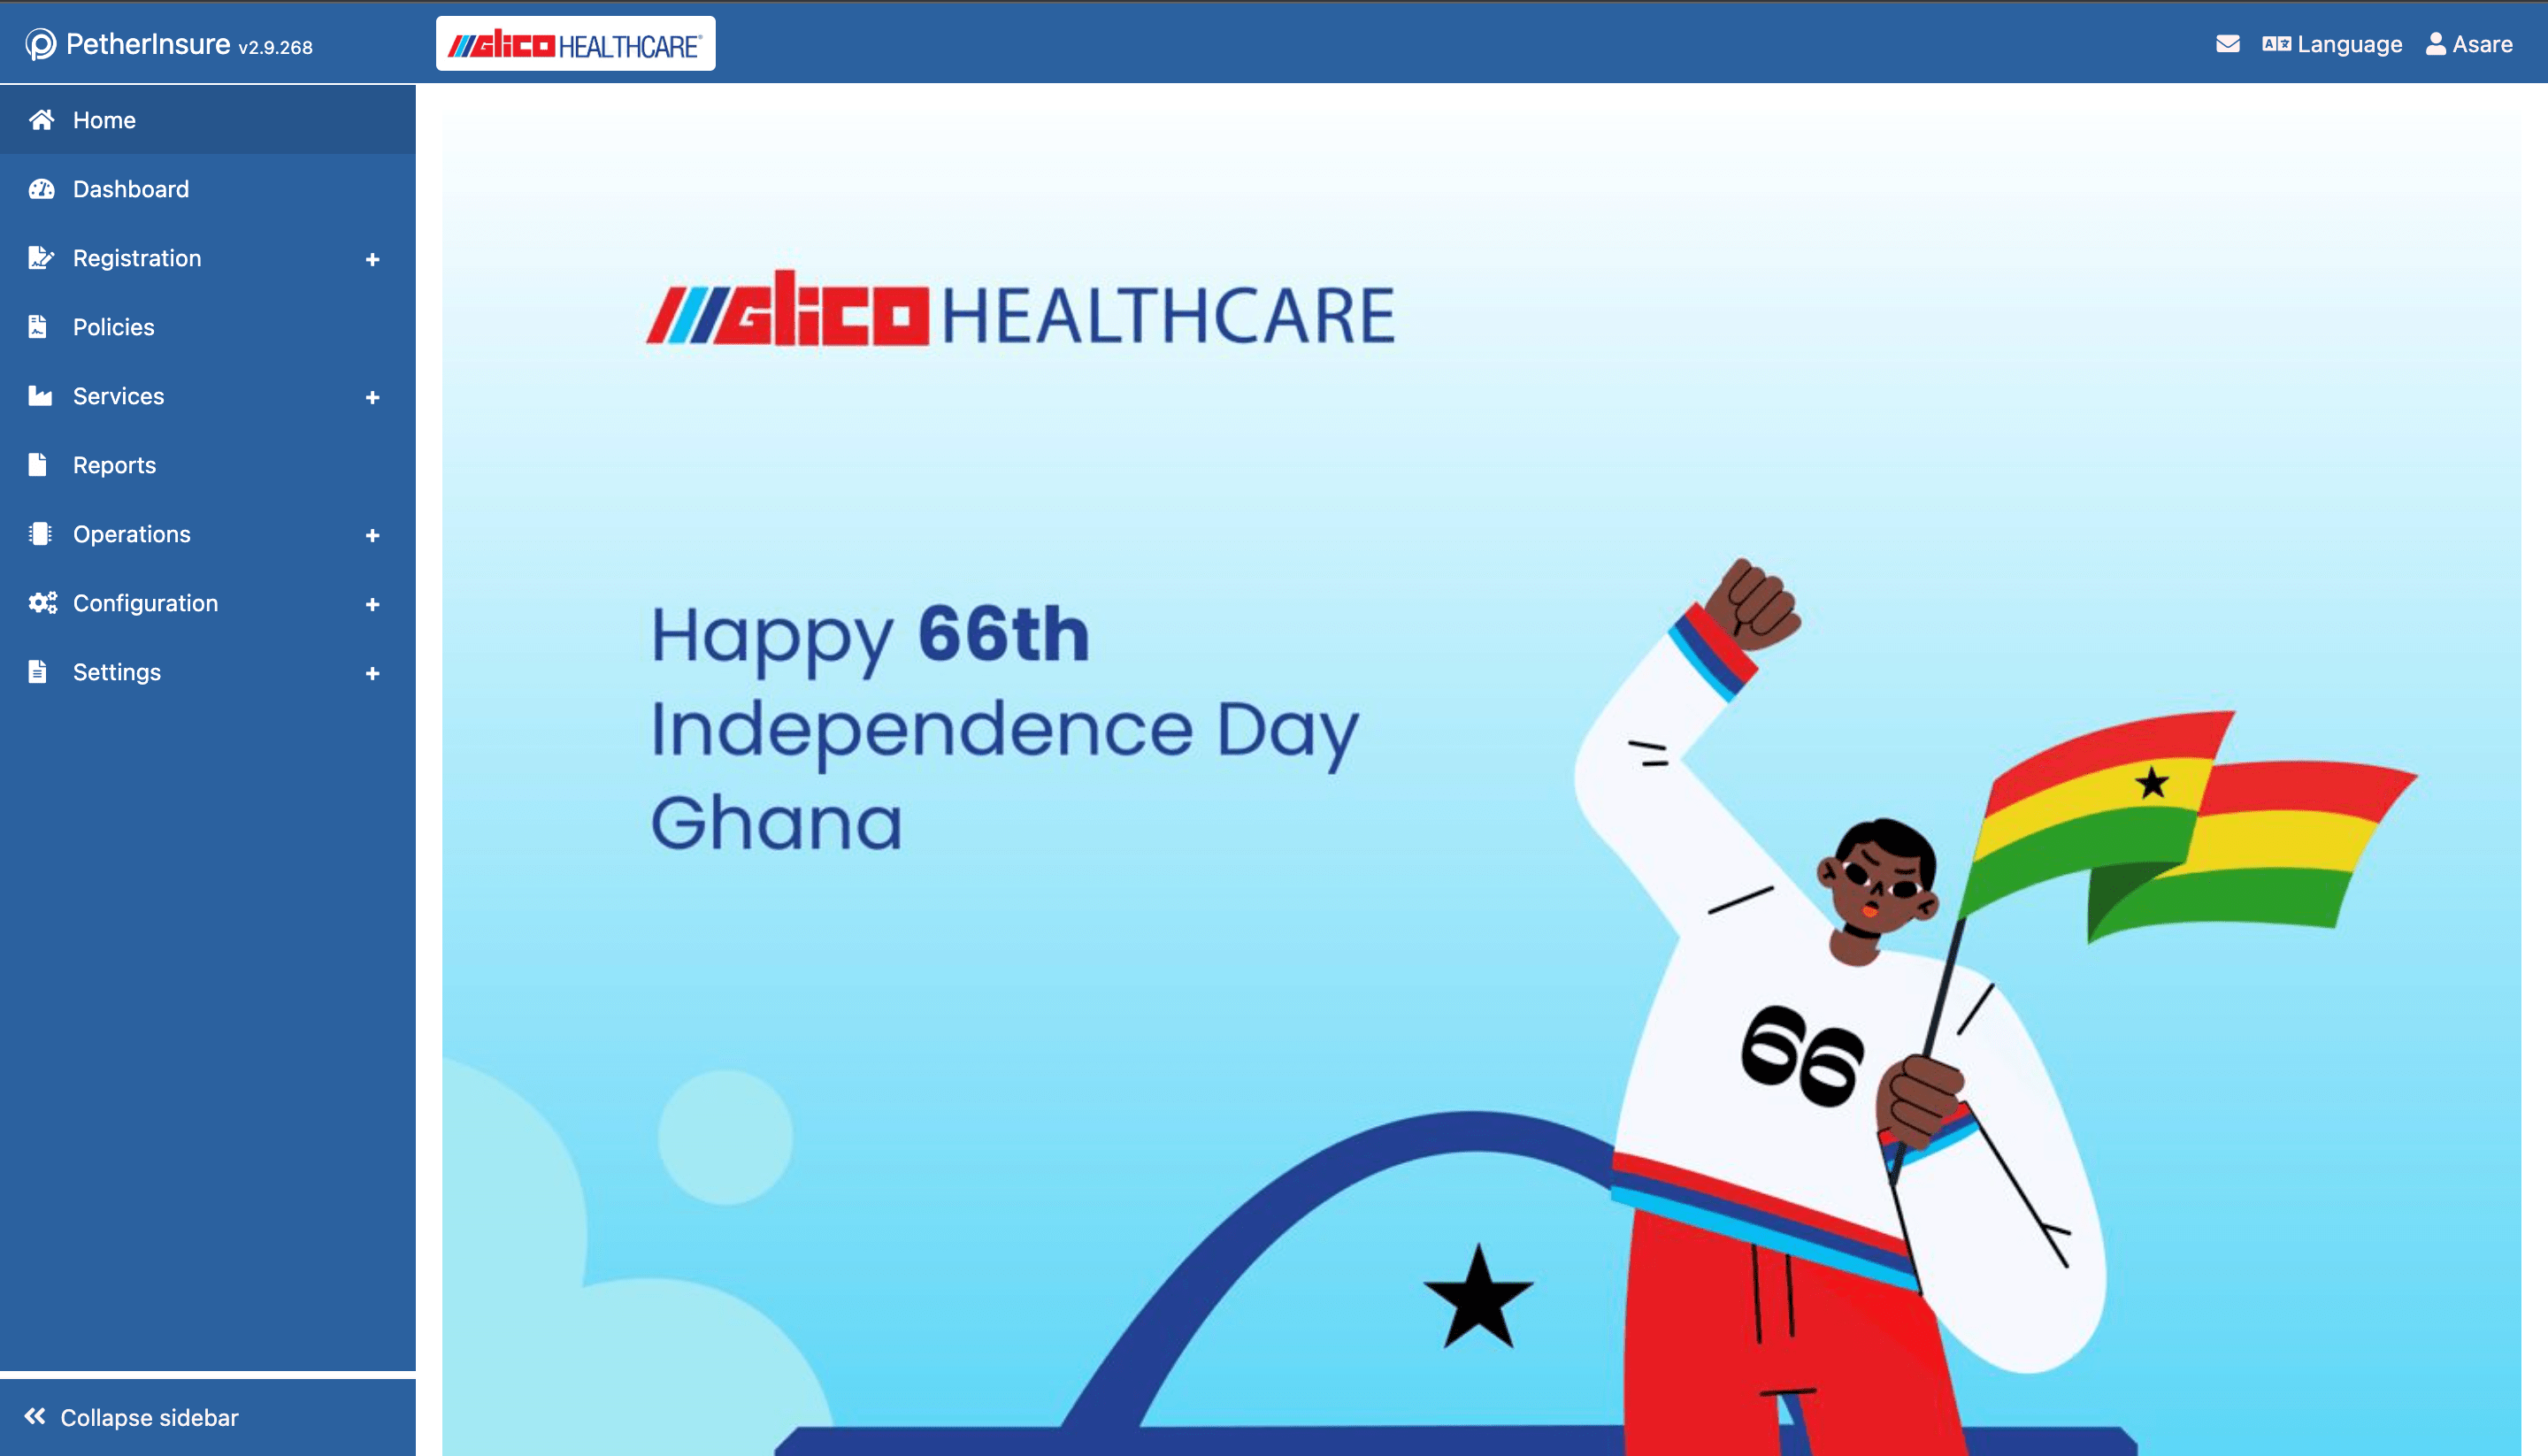 PetherInsure v2.9.268
GLICO HEALTHCARE
Language
Asare
Home
Dashboard
Registration
Policies
Services
Reports
Operations
Configuration
Settings
Collapse sidebar
GLICO HEALTHCARE
Happy 66th
Independence Day
Ghana
66